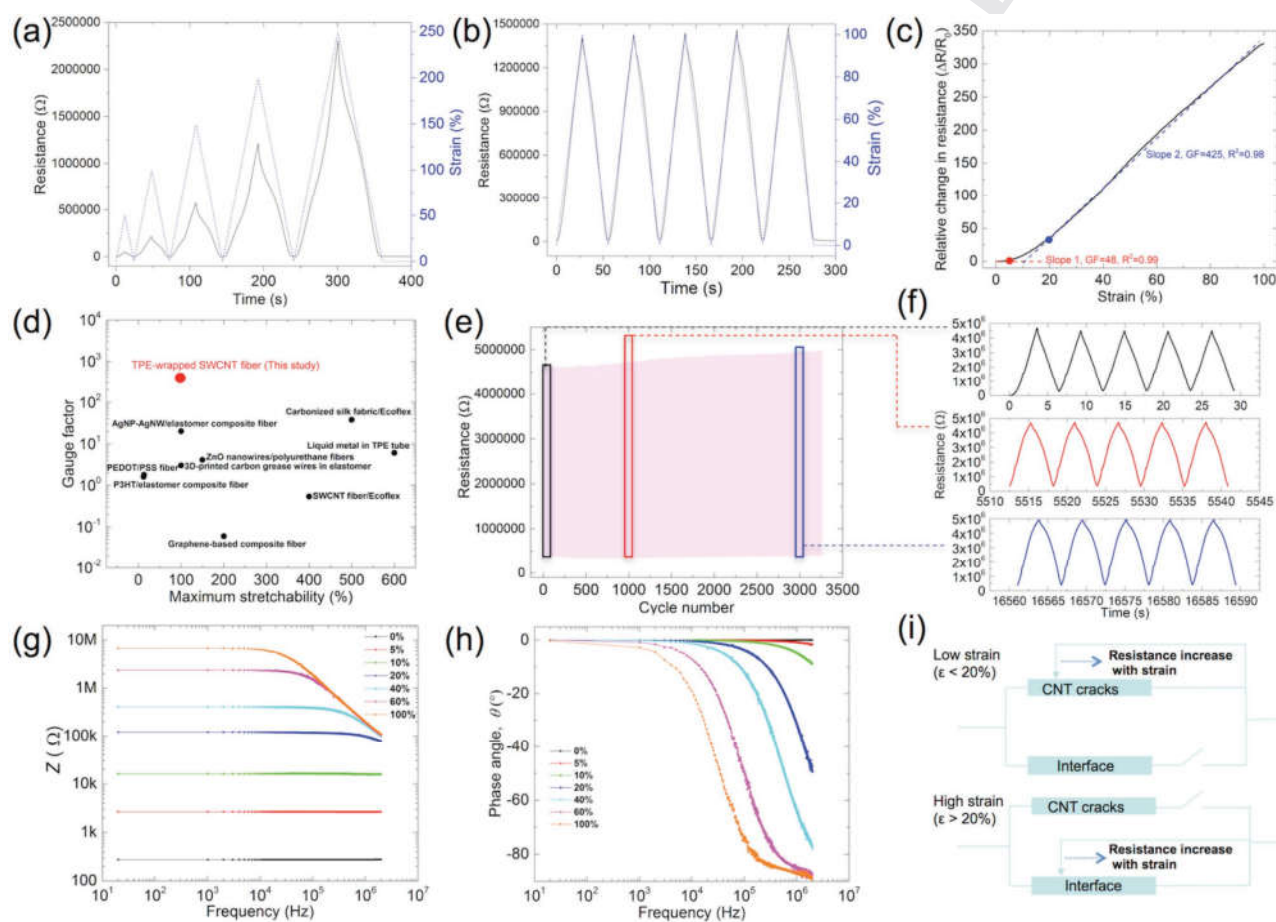 (a)
2500000
2000000
1500000
1000000
500000
0
Resistance (Ω)
0 100 200 300 400
Time (s)
250
200
150
100
50
0
Strain (%)
(b)
1500000
1200000
900000
600000
300000
0
Resistance (Ω)
0 50 100 150 200 250 300
Time (s)
100
80
60
40
20
0
Strain (%)
(c)
350
300
250
200
150
100
50
0
Relative change in resistance (ΔR/R0)
Slope 2, GF=425, R²=0.98
Slope 1, GF=48, R²=0.99
0 20 40 60 80 100
Strain (%)
(d)
10⁴
10³
10²
10¹
10⁰
10⁻¹
10⁻²
Gauge factor
TPE-wrapped SWCNT fiber (This study)
Carbonized silk fabric/Ecoflex
AgNP-AgNW/elastomer composite fiber
Liquid metal in TPE tube
ZnO nanowires/polyurethane fibers
PEDOT/PSS fiber
3D-printed carbon grease wires in elastomer
P3HT/elastomer composite fiber
SWCNT fiber/Ecoflex
Graphene-based composite fiber
0 100 200 300 400 500 600
Maximum stretchability (%)
(e)
5000000
4000000
3000000
2000000
1000000
0
Resistance (Ω)
0 500 1000 1500 2000 2500 3000 3500
Cycle number
(f)
5x10⁶
4x10⁶
3x10⁶
2x10⁶
1x10⁶
0
0 5 10 15 20 25 30
5x10⁶
4x10⁶
3x10⁶
2x10⁶
1x10⁶
0
Resistance (Ω)
5510 5515 5520 5525 5530 5535 5540 5545
5x10⁶
4x10⁶
3x10⁶
2x10⁶
1x10⁶
0
16560 16565 16570 16575 16580 16585 16590
Time (s)
(g)
10M
1M
100k
10k
1k
100
Z (Ω)
0%
5%
10%
20%
40%
60%
100%
10¹ 10² 10³ 10⁴ 10⁵ 10⁶ 10⁷
Frequency (Hz)
(h)
0
-20
-40
-60
-80
Phase angle, θ(°)
0%
5%
10%
20%
40%
60%
100%
10¹ 10² 10³ 10⁴ 10⁵ 10⁶ 10⁷
Frequency (Hz)
(i)
Low strain
(ε < 20%)
Resistance increase
with strain
CNT cracks
Interface
High strain
(ε > 20%)
CNT cracks
Resistance increase
with strain
Interface